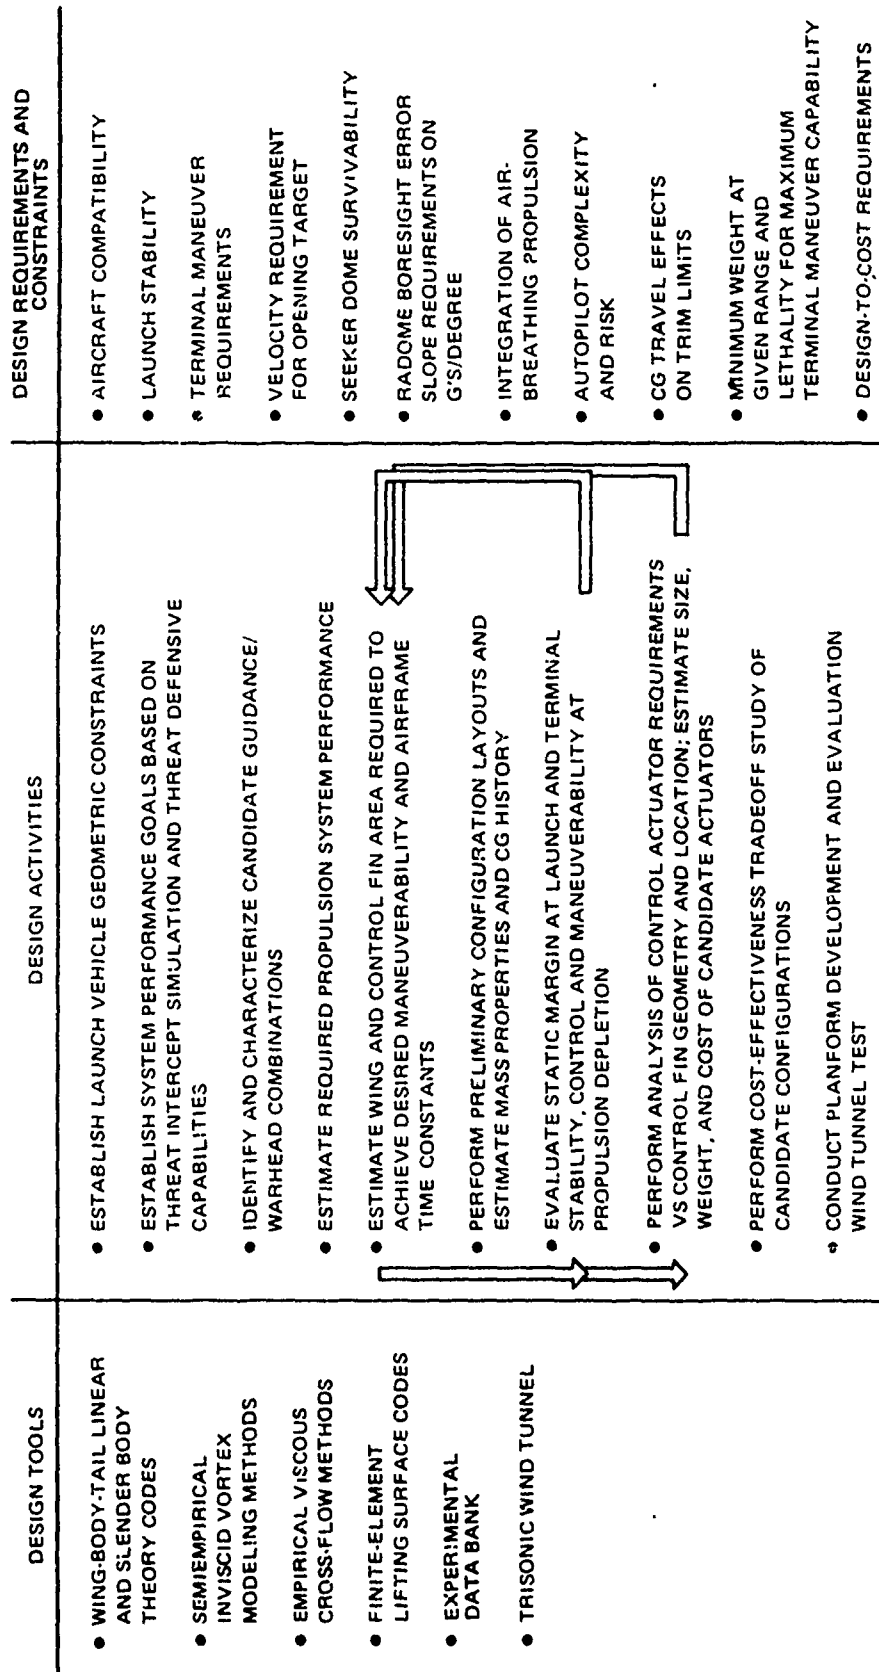 DESIGN TOOLS
• WING-BODY-TAIL LINEAR
AND SLENDER BODY
THEORY CODES
• SEMIEMPIRICAL
INVISCID VORTEX
MODELING METHODS
• EMPIRICAL VISCOUS
CROSS-FLOW METHODS
• FINITE-ELEMENT
LIFTING SURFACE CODES
• EXPERIMENTAL
DATA BANK
• TRISONIC WIND TUNNEL
DESIGN ACTIVITIES
• ESTABLISH LAUNCH VEHICLE GEOMETRIC CONSTRAINTS
• ESTABLISH SYSTEM PERFORMANCE GOALS BASED ON
THREAT INTERCEPT SIMULATION AND THREAT DEFENSIVE
CAPABILITIES
• IDENTIFY AND CHARACTERIZE CANDIDATE GUIDANCE/
WARHEAD COMBINATIONS
• ESTIMATE REQUIRED PROPULSION SYSTEM PERFORMANCE
• ESTIMATE WING AND CONTROL FIN AREA REQUIRED TO
ACHIEVE DESIRED MANEUVERABILITY AND AIRFRAME
TIME CONSTANTS
• PERFORM PRELIMINARY CONFIGURATION LAYOUTS AND
ESTIMATE MASS PROPERTIES AND CG HISTORY
• EVALUATE STATIC MARGIN AT LAUNCH AND TERMINAL
STABILITY, CONTROL AND MANEUVERABILITY AT
PROPULSION DEPLETION
• PERFORM ANALYSIS OF CONTROL ACTUATOR REQUIREMENTS
VS CONTROL FIN GEOMETRY AND LOCATION; ESTIMATE SIZE,
WEIGHT, AND COST OF CANDIDATE ACTUATORS
• PERFORM COST-EFFECTIVENESS TRADEOFF STUDY OF
CANDIDATE CONFIGURATIONS
• CONDUCT PLANFORM DEVELOPMENT AND EVALUATION
WIND TUNNEL TEST
DESIGN REQUIREMENTS AND
CONSTRAINTS
• AIRCRAFT COMPATIBILITY
• LAUNCH STABILITY
• TERMINAL MANEUVER
REQUIREMENTS
• VELOCITY REQUIREMENT
FOR OPENING TARGET
• SEEKER DOME SURVIVABILITY
• RADOME BORESIGHT ERROR
SLOPE REQUIREMENTS ON
G'S/DEGREE
• INTEGRATION OF AIR-
BREATHING PROPULSION
• AUTOPILOT COMPLEXITY
AND RISK
• CG TRAVEL EFFECTS
ON TRIM LIMITS
• MINIMUM WEIGHT AT
GIVEN RANGE AND
LETHALITY FOR MAXIMUM
TERMINAL MANEUVER CAPABILITY
• DESIGN-TO-COST REQUIREMENTS